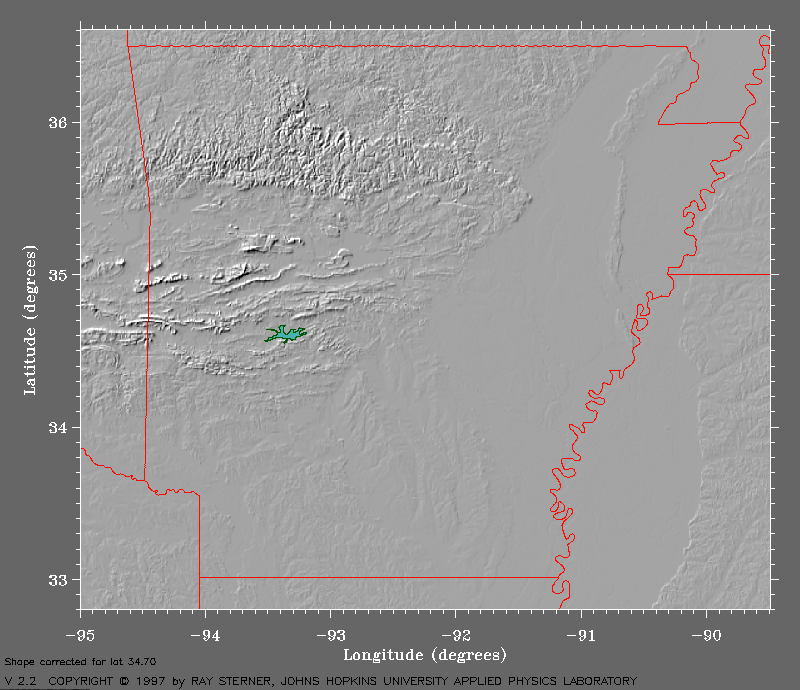 36
35
34
33
Latitude (degrees)
-95 -94 -93 -92 -91 -90
Longitude (degrees)
Shape corrected for lat 34.70
V 2.2 COPYRIGHT © 1997 by RAY STERNER, JOHNS HOPKINS UNIVERSITY APPLIED PHYSICS LABORATORY